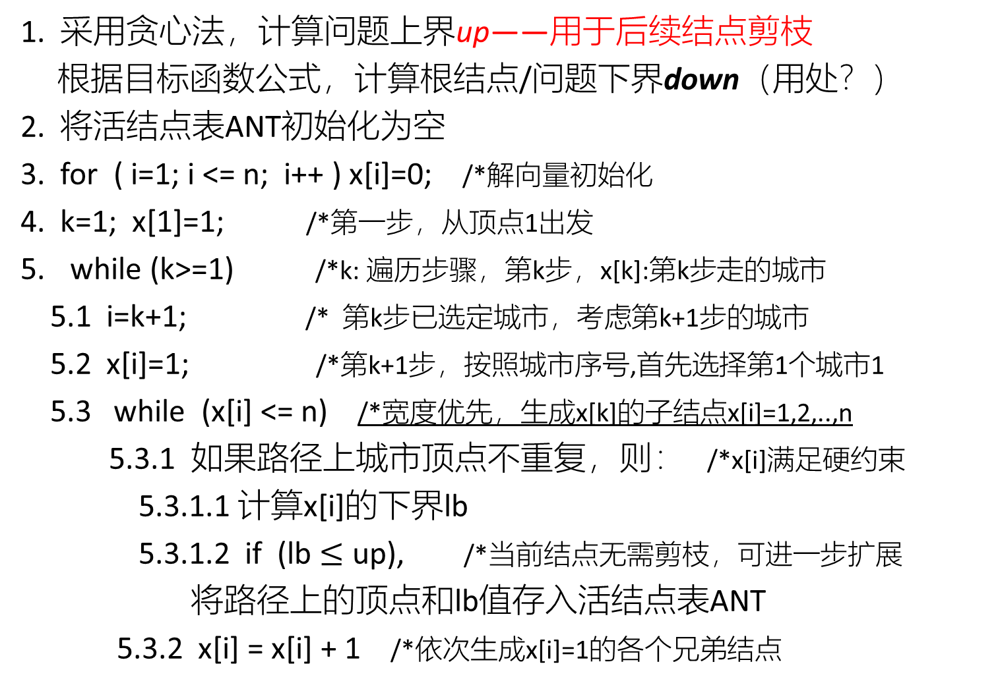 1. 采用贪心法，计算问题上界up——用于后续结点剪枝
根据目标函数公式，计算根结点/问题下界down（用处？）
2. 将活结点表ANT初始化为空
3. for ( i=1; i <= n; i++ ) x[i]=0; /*解向量初始化
4. k=1; x[1]=1; /*第一步，从顶点1出发
5. while (k>=1) /*k: 遍历步骤，第k步，x[k]:第k步走的城市
5.1 i=k+1; /* 第k步已选定城市，考虑第k+1步的城市
5.2 x[i]=1; /*第k+1步，按照城市序号,首先选择第1个城市1
5.3 while (x[i] <= n) /*宽度优先，生成x[k]的子结点x[i]=1,2,..,n
5.3.1 如果路径上城市顶点不重复，则： /*x[i]满足硬约束
5.3.1.1 计算x[i]的下界lb
5.3.1.2 if (lb ≤ up), /*当前结点无需剪枝，可进一步扩展
将路径上的顶点和lb值存入活结点表ANT
5.3.2 x[i] = x[i] + 1 /*依次生成x[i]=1的各个兄弟结点